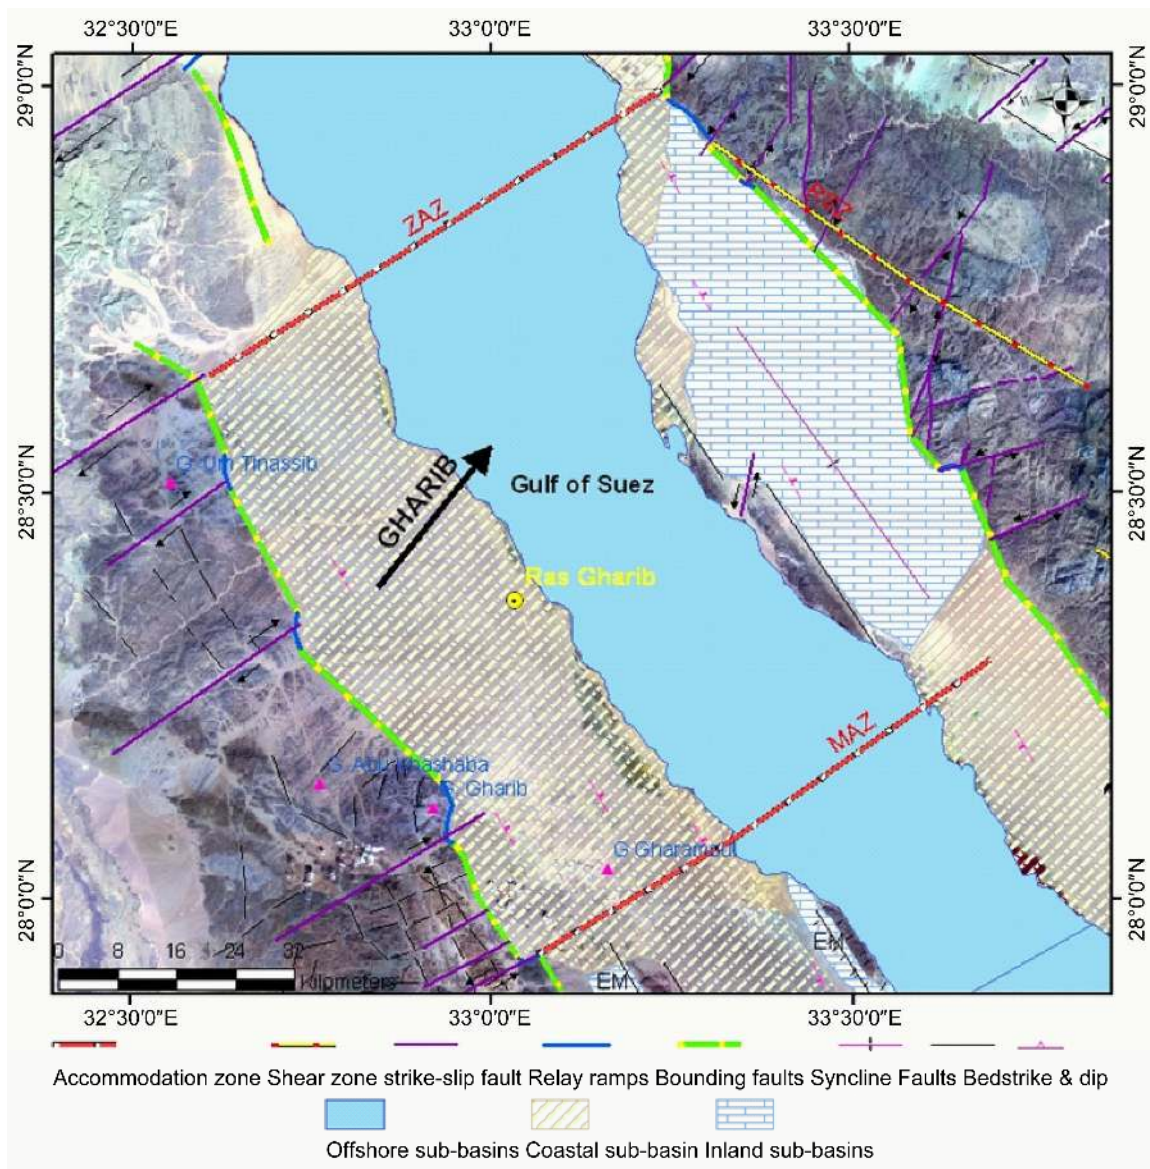 32°30′0″E 33°0′0″E 33°30′0″E
29°0′0″N
29°0′0″N
ZAZ
G. Um Tinassib
28°30′0″N
28°30′0″N
GHARIB
Gulf of Suez
Ras Gharib
MAZ
G. Gharib
28°0′0″N
28°0′0″N
EM
EM
0 8 16 24 32
Kilometers
32°30′0″E 33°0′0″E 33°30′0″E
Accommodation zone Shear zone strike-slip fault Relay ramps Bounding faults Syncline Faults Bedstrike & dip
Offshore sub-basins Coastal sub-basin Inland sub-basins